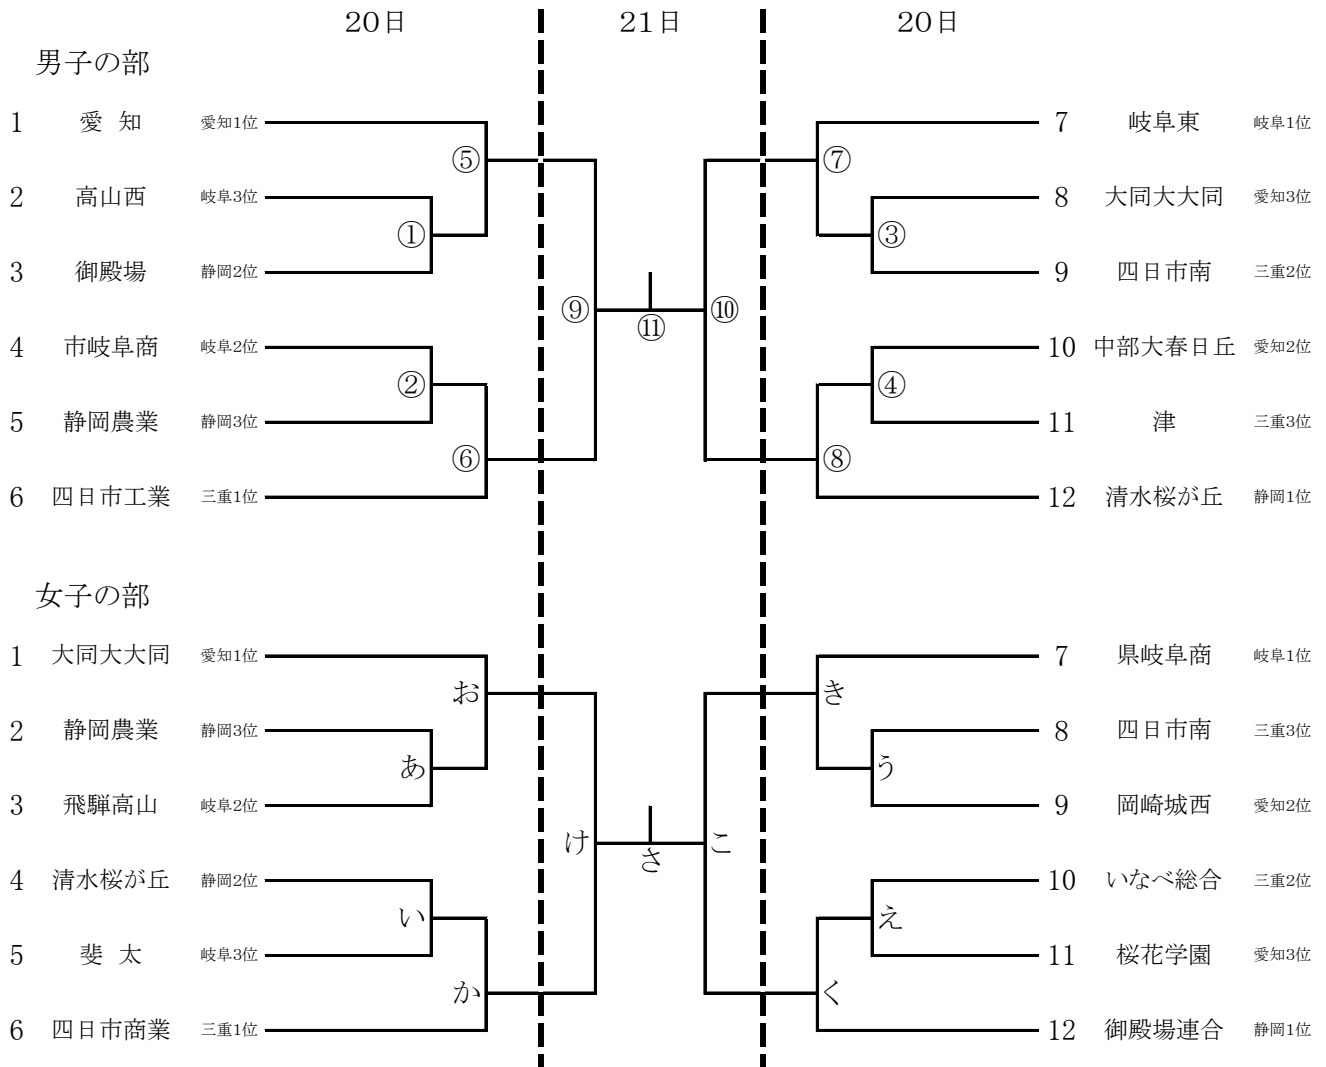 20日 21日 20日
男子の部
1 愛 知 愛知1位 7 岐阜東 岐阜1位
⑤ ⑦
2 高山西 岐阜3位 8 大同大大同 愛知3位
① ③
3 御殿場 静岡2位 9 四日市南 三重2位
⑨ ⑪ ⑩
4 市岐阜商 岐阜2位 10 中部大春日丘 愛知2位
② ④
5 静岡農業 静岡3位 11 津 三重3位
⑥ ⑧
6 四日市工業 三重1位 12 清水桜が丘 静岡1位
女子の部
1 大同大大同 愛知1位 7 県岐阜商 岐阜1位
お き
2 静岡農業 静岡3位 8 四日市南 三重3位
あ う
3 飛騨高山 岐阜2位 9 岡崎城西 愛知2位
け さ こ
4 清水桜が丘 静岡2位 10 いなべ総合 三重2位
い え
5 斐 太 岐阜3位 11 桜花学園 愛知3位
か く
6 四日市商業 三重1位 12 御殿場連合 静岡1位